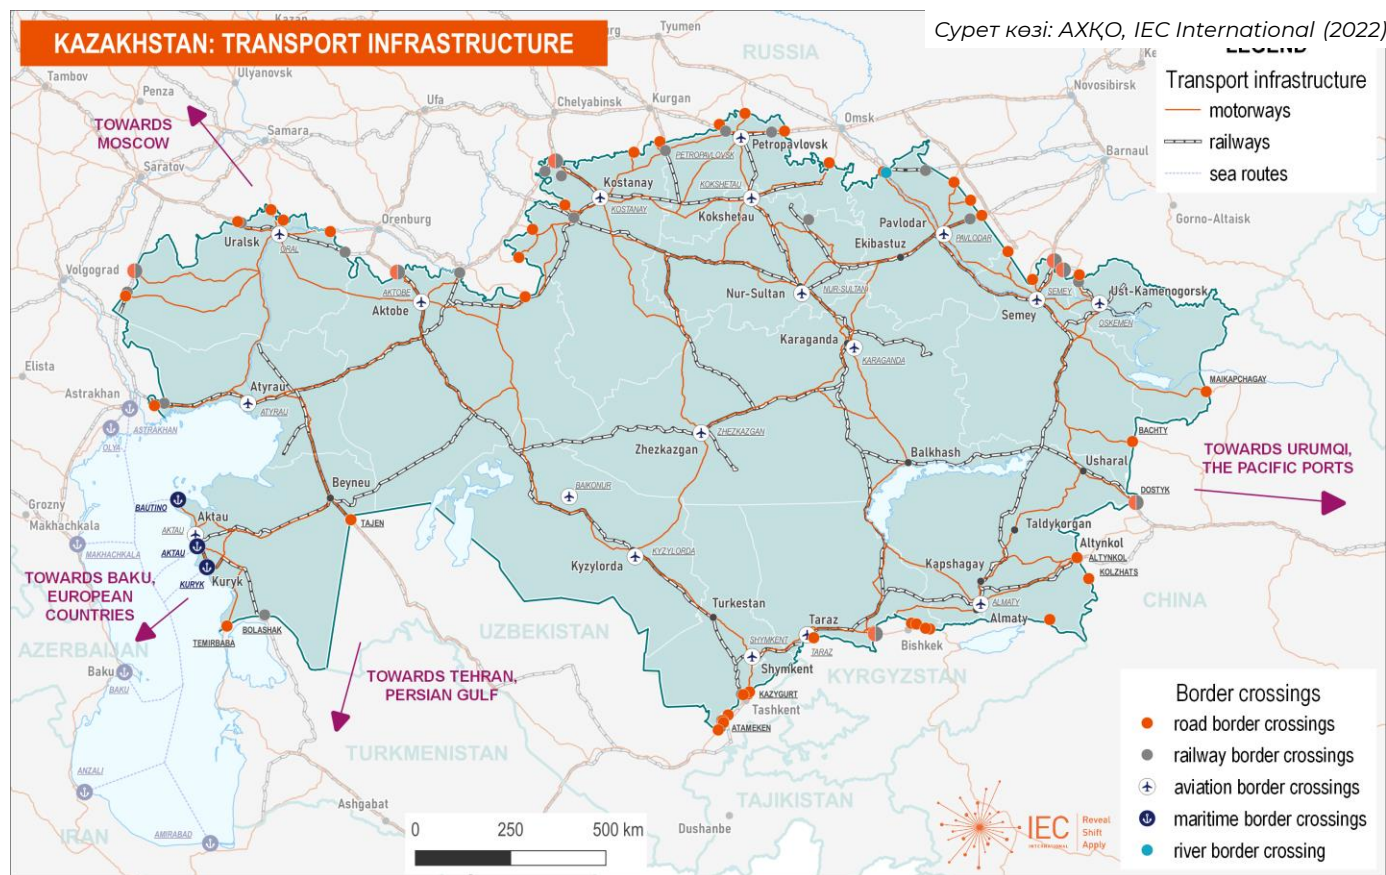 Сурет көзі: АХҚО, IEC International (2022)
KAZAKHSTAN: TRANSPORT INFRASTRUCTURE
LEGEND
Transport infrastructure
motorways
railways
sea routes
RUSSIA
Tyumen
Kazan
Tambov
Penza
Ulyanovsk
Ufa
Chelyabinsk
Kurgan
Omsk
Novosibirsk
Barnaul
Gorno-Altaisk
TOWARDS
MOSCOW
Samara
Saratov
Orenburg
Volgograd
Elista
Astrakhan
Petropavlovsk
PETROPAVLOVSK
Kostanay
KOSTANAY
KOKSHETAU
Kokshetau
Pavlodar
PAVLODAR
Ekibastuz
Uralsk
URAL
AKTOBE
Aktobe
Nur-Sultan
NUR-SULTAN
Semey
SEMEY
Ust-Kamenogorsk
OSKEMEN
Karaganda
KARAGANDA
MAIKAPCHAGAY
Atyrau
ATYRAU
ASTRAKHAN
OLYA
Zhezkazgan
ZHEZKAZGAN
Balkhash
BACHTY
Usharal
DOSTYK
TOWARDS URUMQI,
THE PACIFIC PORTS
Beyneu
BAIKONUR
Grozny
Makhachkala
MAKHACHKALA
BAUTINO
Aktau
AKTAU
AKTAU
KURYK
Kuryk
TAJEN
Taldykorgan
Altynkol
ALTYNKOL
KOLZHATS
Kyzylorda
KYZYLORDA
Kapshagay
ALMATY
Almaty
TOWARDS BAKU,
EUROPEAN
COUNTRIES
TEMIRBABA
BOLASHAK
Turkestan
Taraz
TARAZ
SHYMKENT
Shymkent
Bishkek
CHINA
AZERBAIJAN
UZBEKISTAN
KYRGYZSTAN
Baku
BAKU
TOWARDS TEHRAN,
PERSIAN GULF
KAZYGURT
Tashkent
ATAMEKEN
TURKMENISTAN
ANZALI
AMIRABAD
IRAN
Ashgabat
TAJIKISTAN
Dushanbe
0 250 500 km
IEC
INTERNATIONAL
Reveal
Shift
Apply
Border crossings
road border crossings
railway border crossings
aviation border crossings
maritime border crossings
river border crossing